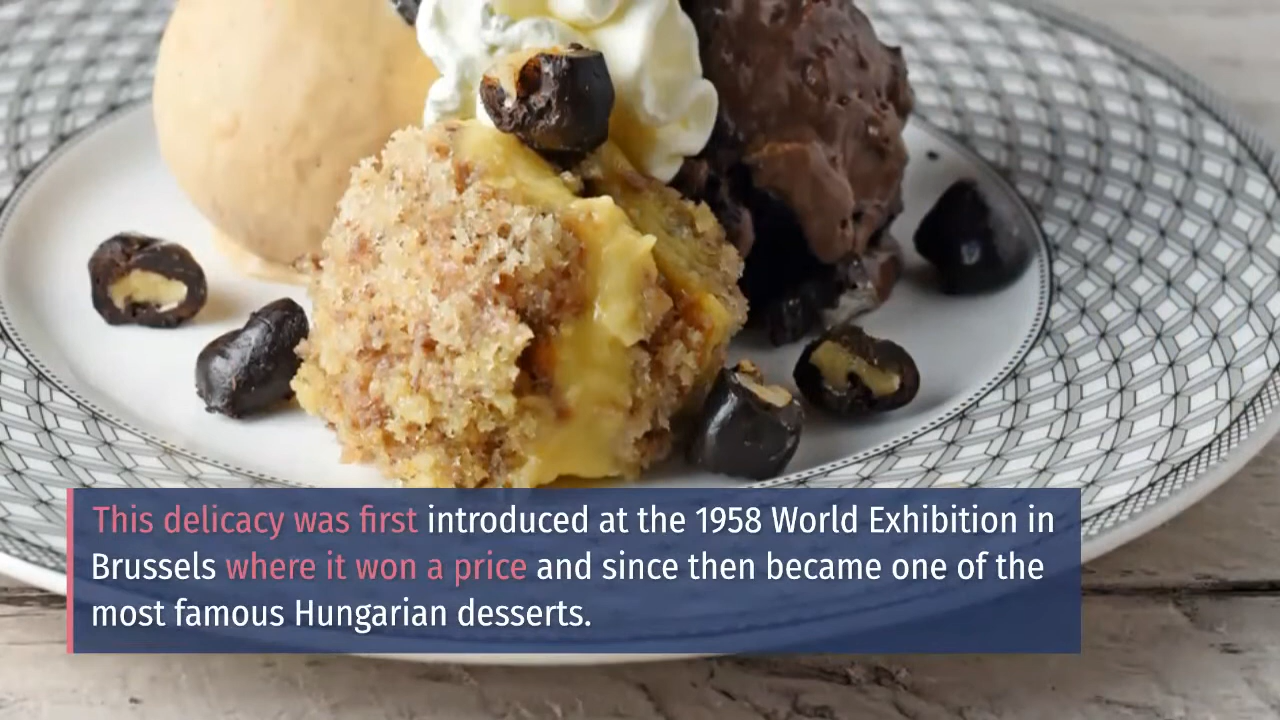 This delicacy was first introduced at the 1958 World Exhibition in
Brussels where it won a price and since then became one of the
most famous Hungarian desserts.